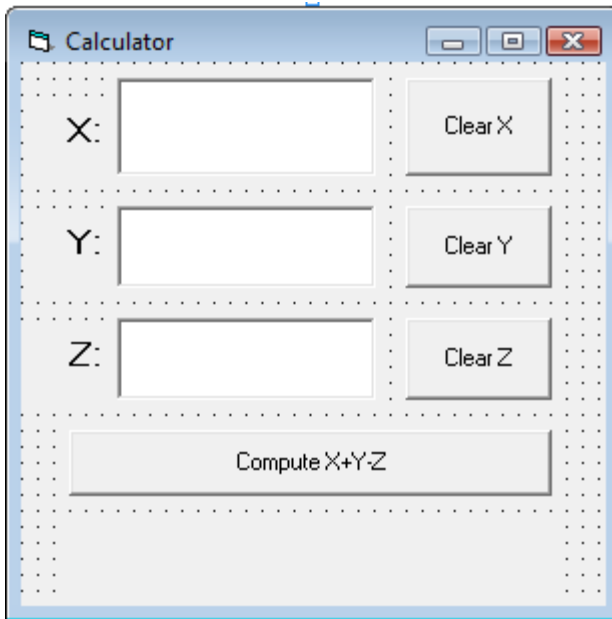 Calculator
X: Clear X
Y: Clear Y
Z: Clear Z
Compute X+Y-Z